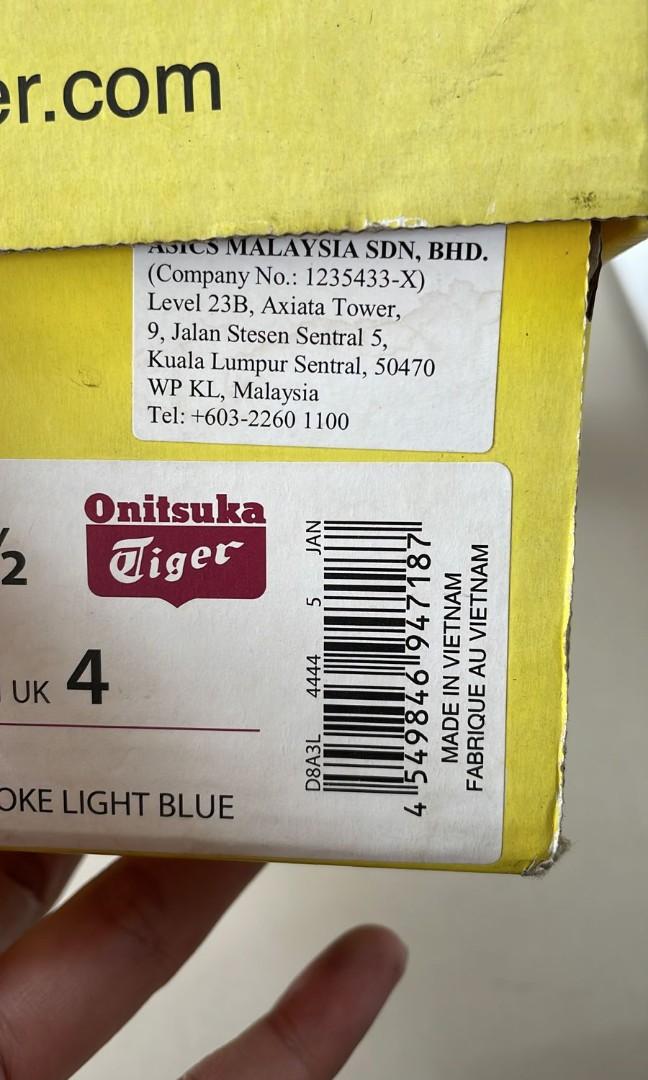 er.com
ASICS MALAYSIA SDN, BHD.
(Company No.: 1235433-X)
Level 23B, Axiata Tower,
9, Jalan Stesen Sentral 5,
Kuala Lumpur Sentral, 50470
WP KL, Malaysia
Tel: +603-2260 1100
½
Onitsuka
Tiger
UK 4
OKE LIGHT BLUE
D8A3L 4444 5 JAN
4 549846 947187
MADE IN VIETNAM
FABRIQUE AU VIETNAM